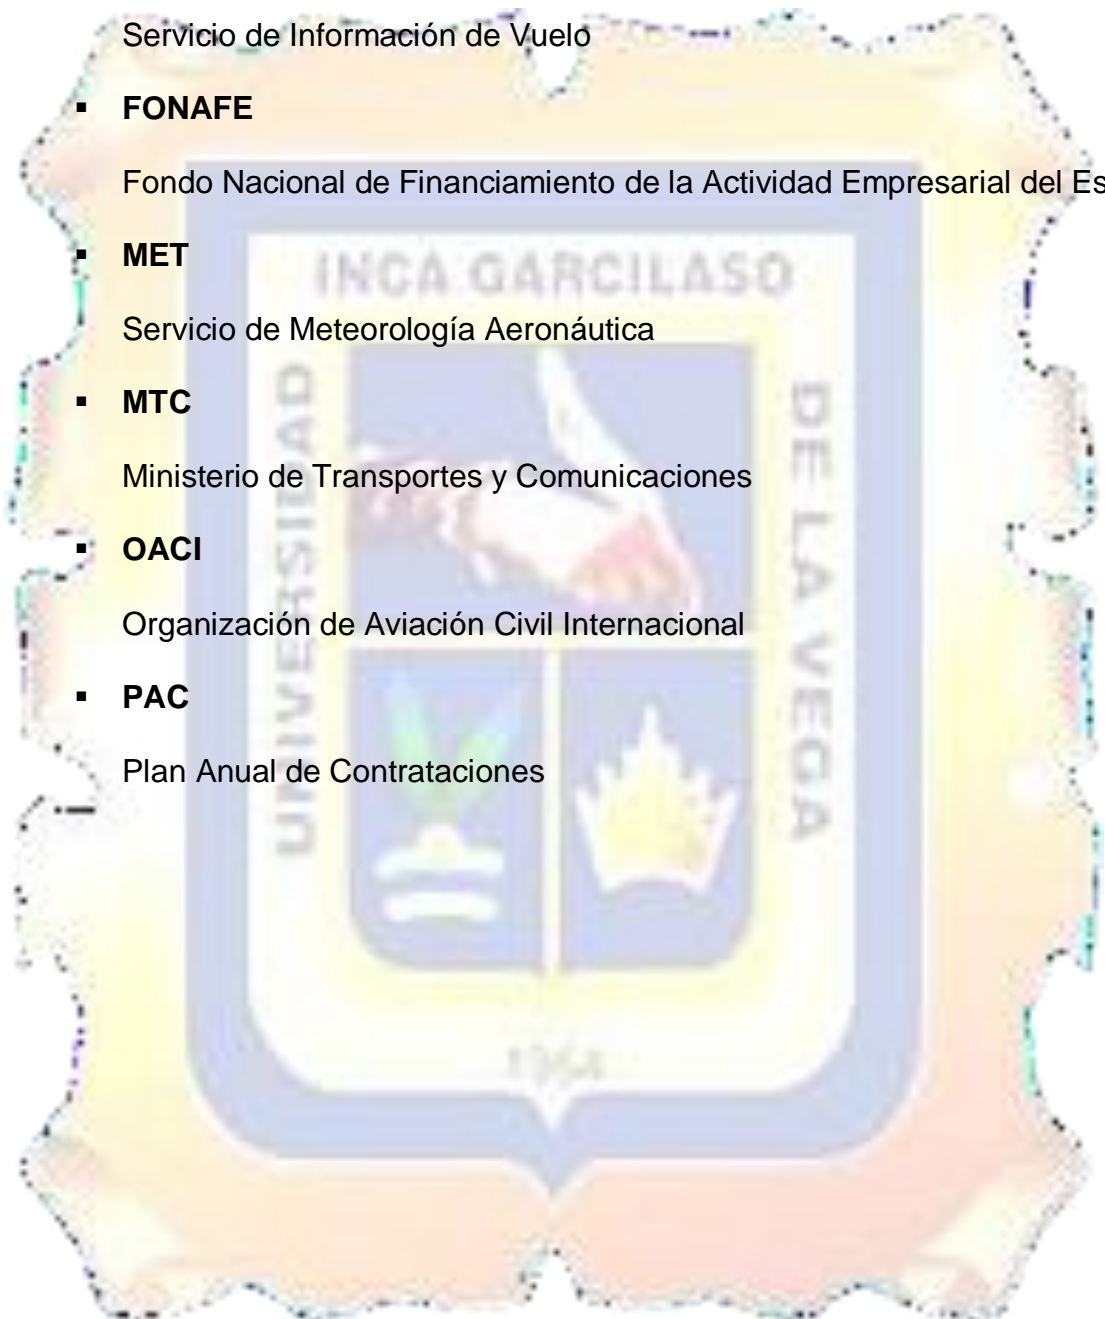 Servicio de Información de Vuelo
▪ FONAFE
Fondo Nacional de Financiamiento de la Actividad Empresarial del Es
▪ MET
INCA GARCILASO
Servicio de Meteorología Aeronáutica
▪ MTC
Ministerio de Transportes y Comunicaciones
▪ OACI
Organización de Aviación Civil Internacional
▪ PAC
Plan Anual de Contrataciones
UNIVERSIDAD
DE LA VEGA
1964